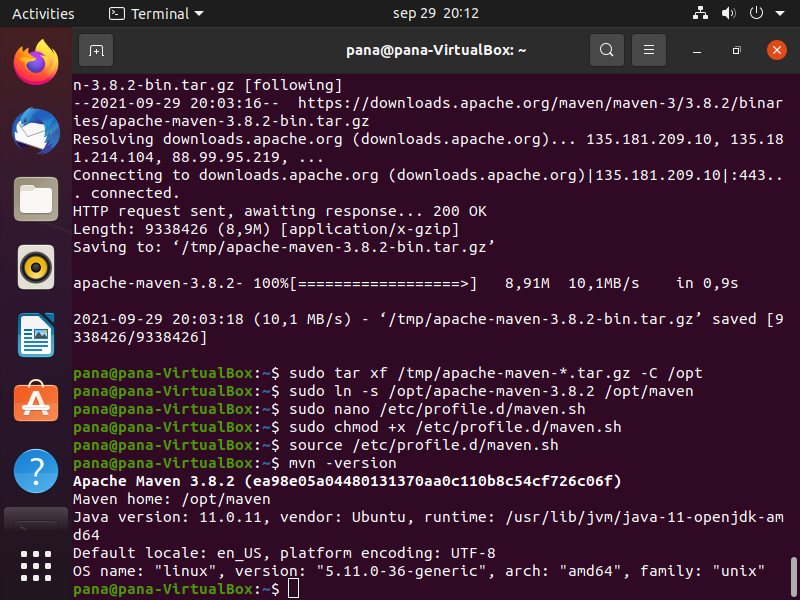 Activities Terminal sep 29 20:12
pana@pana-VirtualBox: ~
n-3.8.2-bin.tar.gz [following]
--2021-09-29 20:03:16--  https://downloads.apache.org/maven/maven-3/3.8.2/binar
ies/apache-maven-3.8.2-bin.tar.gz
Resolving downloads.apache.org (downloads.apache.org)... 135.181.209.10, 135.18
1.214.104, 88.99.95.219, ...
Connecting to downloads.apache.org (downloads.apache.org)|135.181.209.10|:443..
. connected.
HTTP request sent, awaiting response... 200 OK
Length: 9338426 (8,9M) [application/x-gzip]
Saving to: ‘/tmp/apache-maven-3.8.2-bin.tar.gz’
apache-maven-3.8.2- 100%[===================>]   8,91M  10,1MB/s    in 0,9s
2021-09-29 20:03:18 (10,1 MB/s) - ‘/tmp/apache-maven-3.8.2-bin.tar.gz’ saved [9
338426/9338426]
pana@pana-VirtualBox:~$ sudo tar xf /tmp/apache-maven-*.tar.gz -C /opt
pana@pana-VirtualBox:~$ sudo ln -s /opt/apache-maven-3.8.2 /opt/maven
pana@pana-VirtualBox:~$ sudo nano /etc/profile.d/maven.sh
pana@pana-VirtualBox:~$ sudo chmod +x /etc/profile.d/maven.sh
pana@pana-VirtualBox:~$ source /etc/profile.d/maven.sh
pana@pana-VirtualBox:~$ mvn -version
Apache Maven 3.8.2 (ea98e05a04480131370aa0c110b8c54cf726c06f)
Maven home: /opt/maven
Java version: 11.0.11, vendor: Ubuntu, runtime: /usr/lib/jvm/java-11-openjdk-am
d64
Default locale: en_US, platform encoding: UTF-8
OS name: "linux", version: "5.11.0-36-generic", arch: "amd64", family: "unix"
pana@pana-VirtualBox:~$